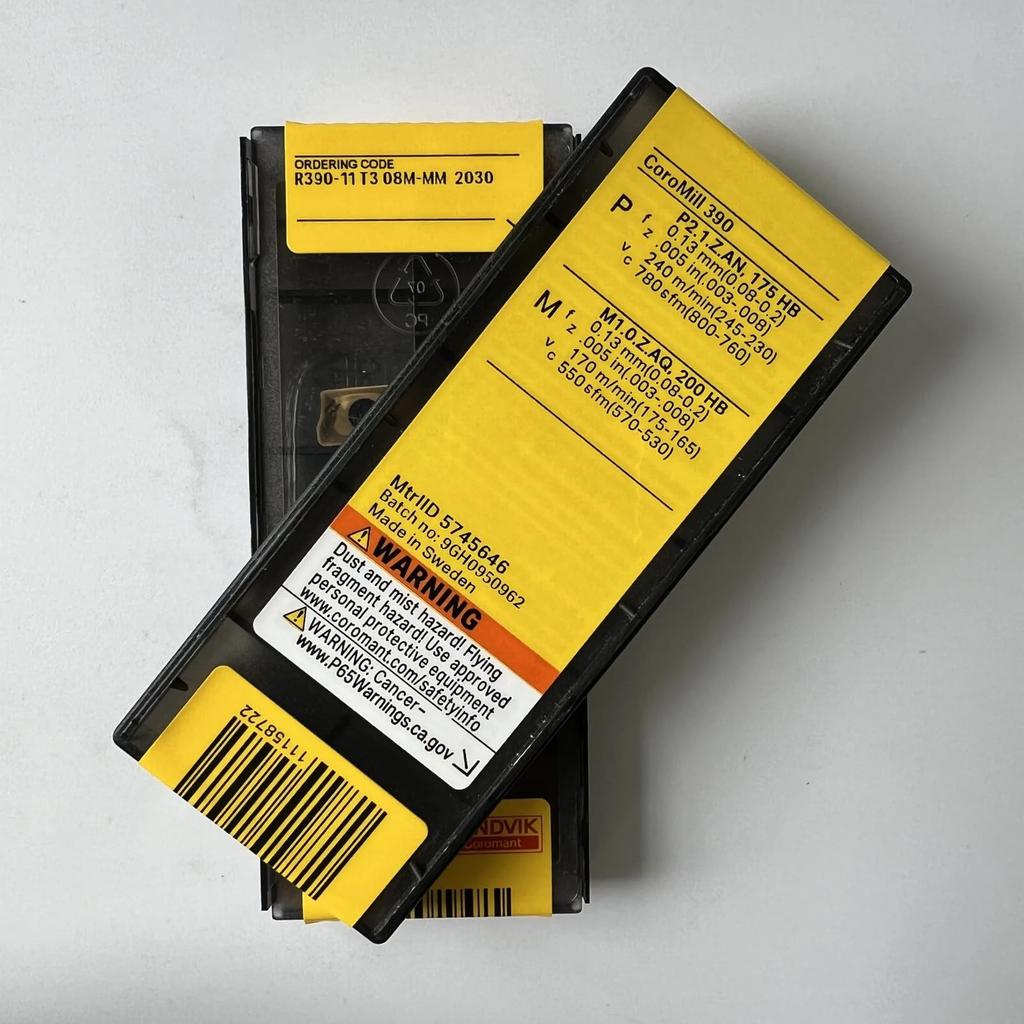 ORDERING CODE
R390-11 T3 08M-MM 2030
07
PC
CoroMill 390
P
P2.1.Z.AN, 175 HB
fz 0.13 mm(0.08-0.2)
.005 in(.003-.008)
vc 240 m/min(245-230)
780 sfm(800-760)
M
M1.0.Z.AQ, 200 HB
fz 0.13 mm(0.08-0.2)
.005 in(.003-.008)
vc 170 m/min(175-165)
550 sfm(570-530)
MtrlID 5745646
Batch no: 9GH0950962
Made in Sweden
WARNING
Dust and mist hazard! Flying
fragment hazard! Use approved
personal protective equipment
www.coromant.com/safetyinfo
WARNING: Cancer-
www.P65Warnings.ca.gov
11158722
NDVIK
Coromant